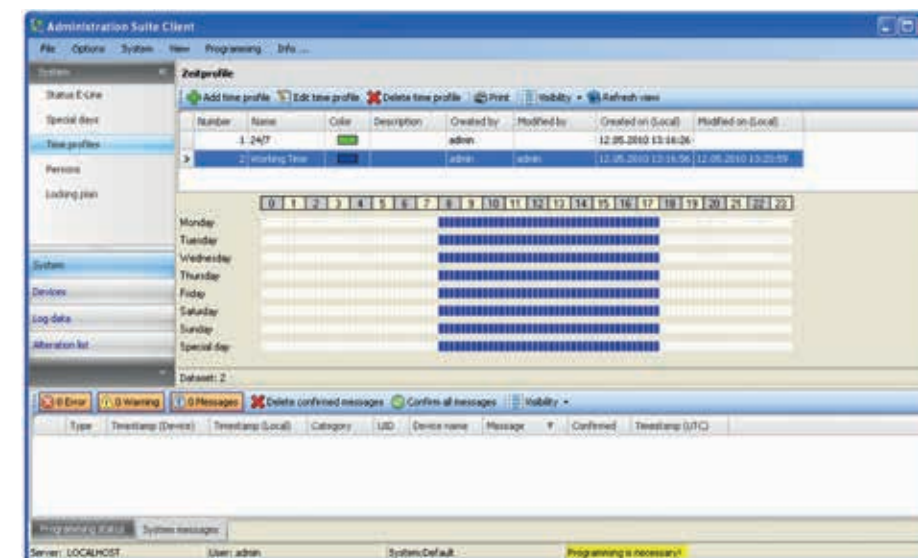 Administration Suite Client
File Options System View Programming Info ...
System
Zeitprofile
Status E-Line
Special days
Time profiles
Persons
Locking plan
System
Devices
Log data
Alteration list
Add time profile Edit time profile Delete time profile Print Visibility Refresh view
Number Name Color Description Created by Modified by Created on (Local) Modified on (Local)
1 24/7 admin 12.05.2010 13:16:26
2 Working Time admin admin 12.05.2010 13:16:56 12.05.2010 13:23:59
0 1 2 3 4 5 6 7 8 9 10 11 12 13 14 15 16 17 18 19 20 21 22 23
Monday
Tuesday
Wednesday
Thursday
Friday
Saturday
Sunday
Special day
Dataset: 2
0 Error 0 Warning 0 Messages Delete confirmed messages Confirm all messages Visibility
Type Timestamp (Device) Timestamp (Local) Category UID Device name Message Confirmed Timestamp (UTC)
Programming status System messages
Server: LOCALHOST User: admin System:Default Programming is necessary!